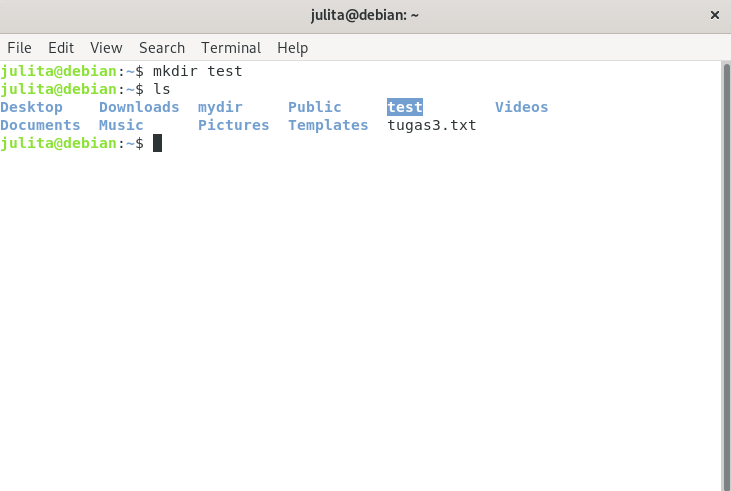 julita@debian: ~ ×
File Edit View Search Terminal Help
julita@debian:~$ mkdir test
julita@debian:~$ ls
Desktop Downloads mydir Public test Videos
Documents Music Pictures Templates tugas3.txt
julita@debian:~$